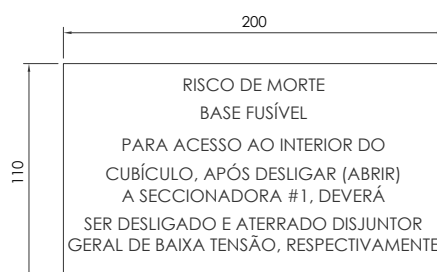 200
110
RISCO DE MORTE
BASE FUSÍVEL
PARA ACESSO AO INTERIOR DO
CUBÍCULO, APÓS DESLIGAR (ABRIR)
A SECCIONADORA #1, DEVERÁ
SER DESLIGADO E ATERRADO DISJUNTOR
GERAL DE BAIXA TENSÃO, RESPECTIVAMENTE